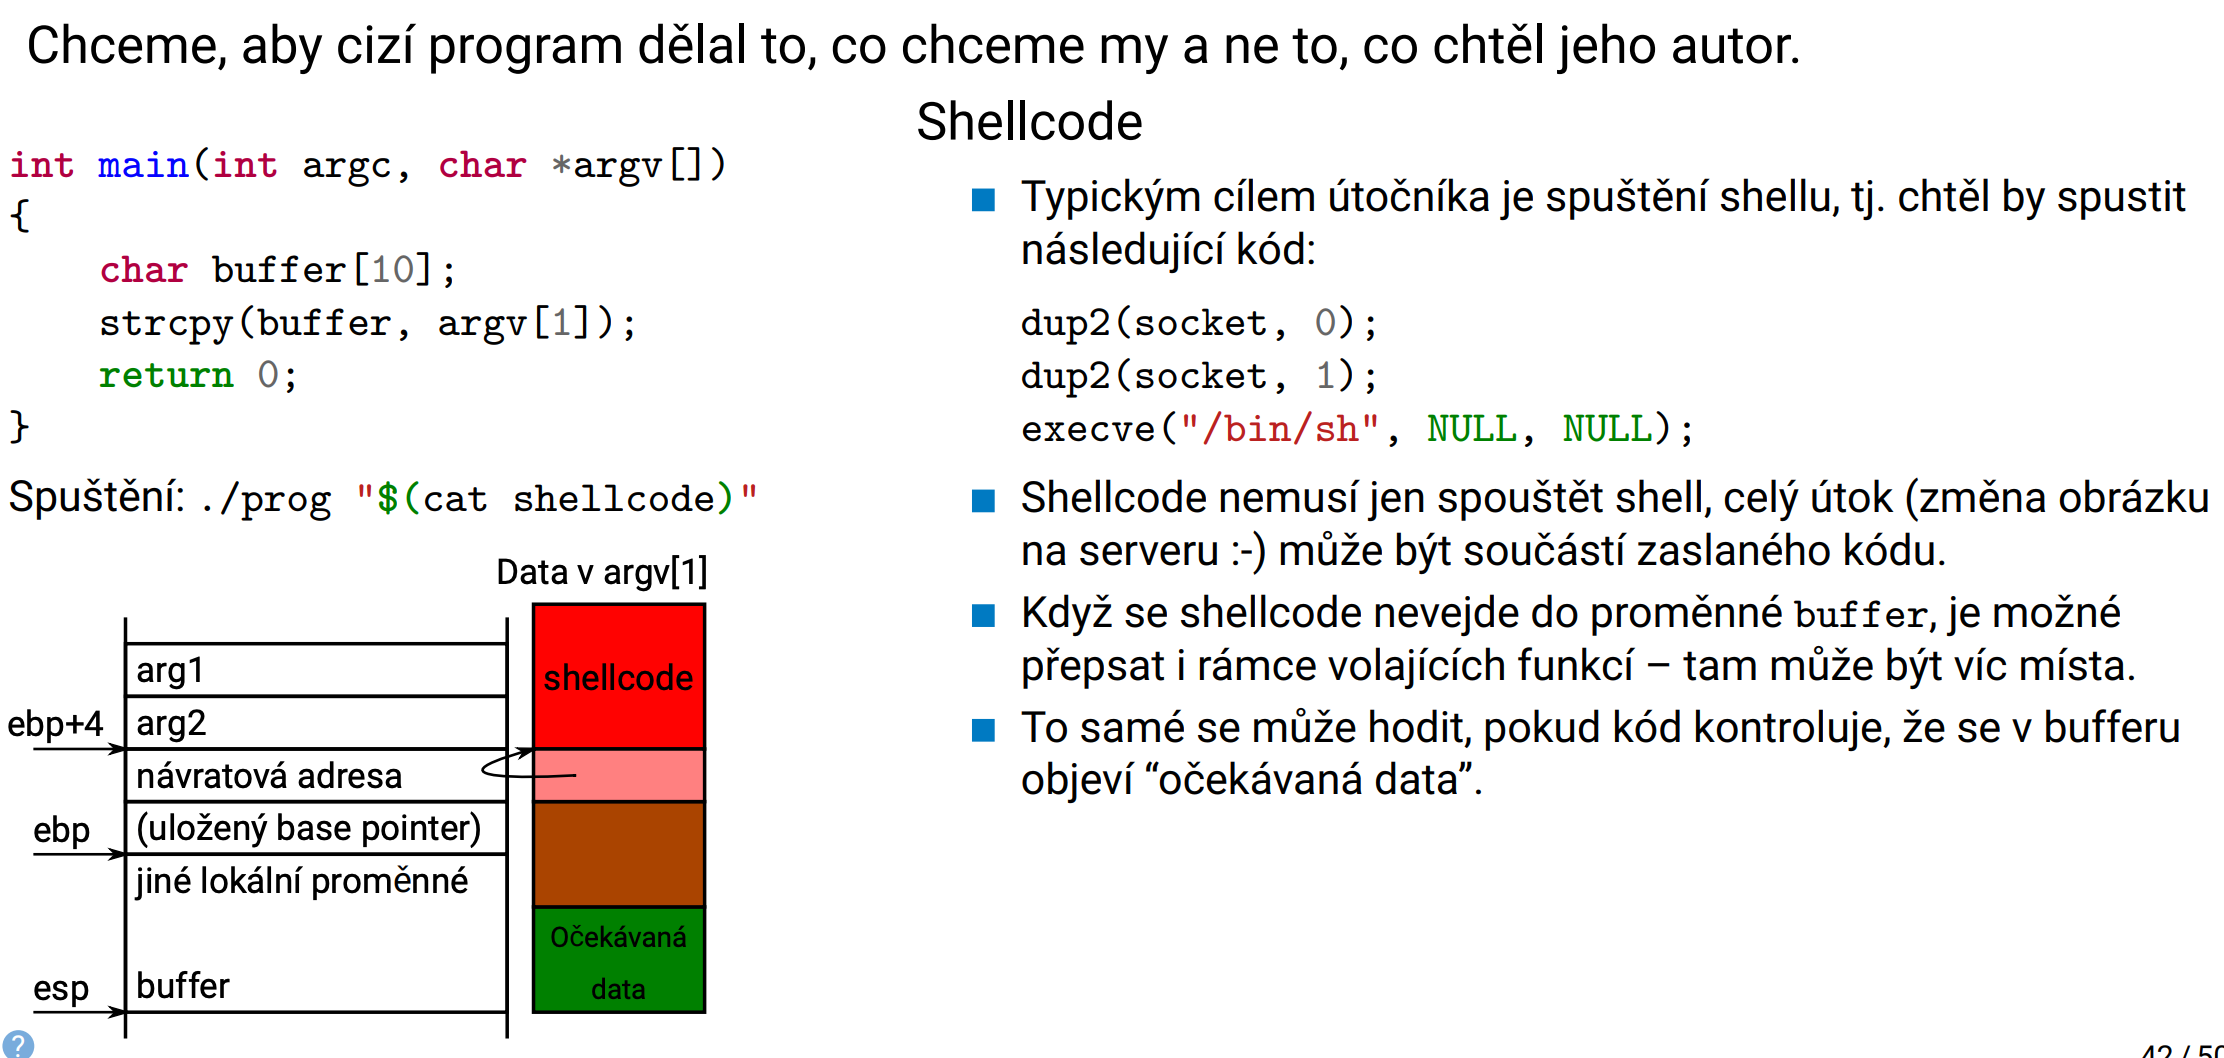 Chceme, aby cizí program dělal to, co chceme my a ne to, co chtěl jeho autor.
int main(int argc, char *argv[])
{
    char buffer[10];
    strcpy(buffer, argv[1]);
    return 0;
}
Spuštění: ./prog "$(cat shellcode)"
Data v argv[1]
shellcode
arg1
ebp+4
arg2
návratová adresa
ebp
(uložený base pointer)
jiné lokální proměnné
Očekávaná
data
esp
buffer
?
Shellcode
Typickým cílem útočníka je spuštění shellu, tj. chtěl by spustit
následující kód:
dup2(socket, 0);
dup2(socket, 1);
execve("/bin/sh", NULL, NULL);
Shellcode nemusí jen spouštět shell, celý útok (změna obrázku
na serveru :-) může být součástí zaslaného kódu.
Když se shellcode nevejde do proměnné buffer, je možné
přepsat i rámce volajících funkcí – tam může být víc místa.
To samé se může hodit, pokud kód kontroluje, že se v bufferu
objeví “očekávaná data”.
42 / 50